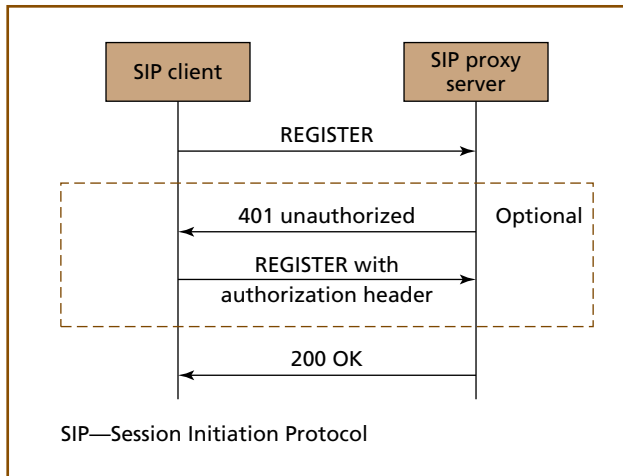 SIP client
SIP proxy
server
REGISTER
401 unauthorized
Optional
REGISTER with
authorization header
200 OK
SIP—Session Initiation Protocol